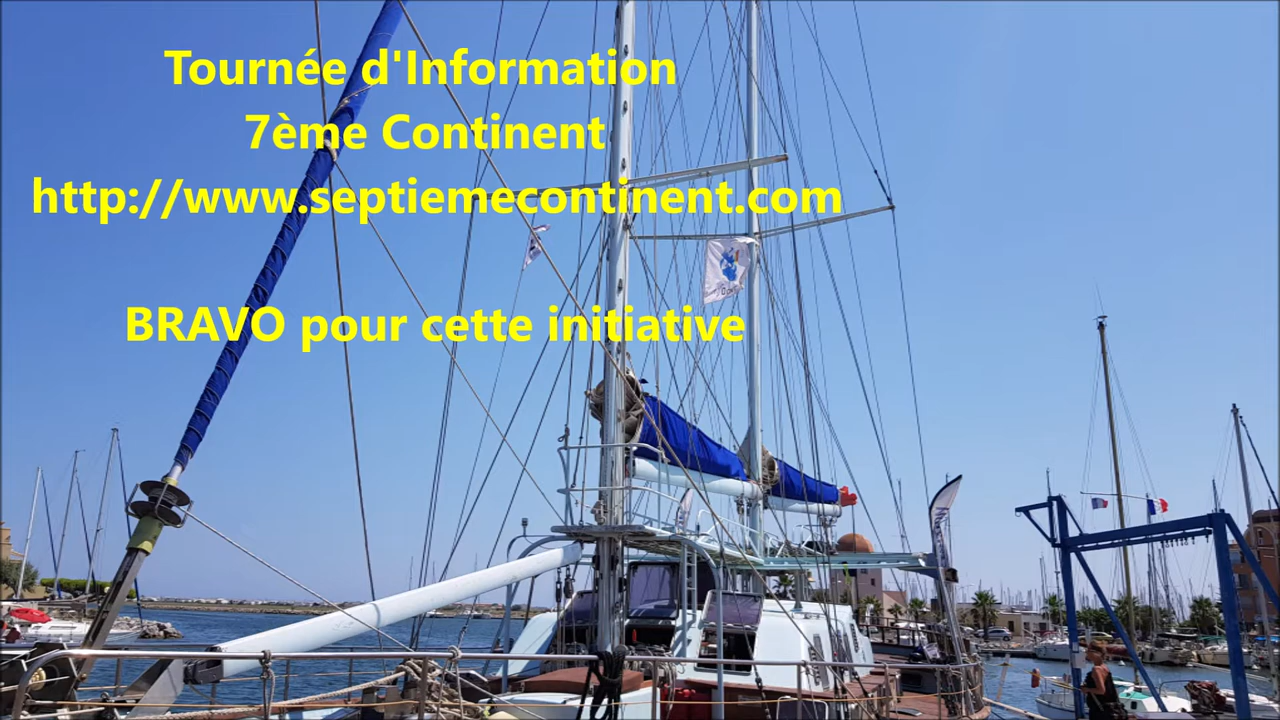 Tournée d'Information
7ème Continent
http://www.septiemecontinent.com
BRAVO pour cette initiative